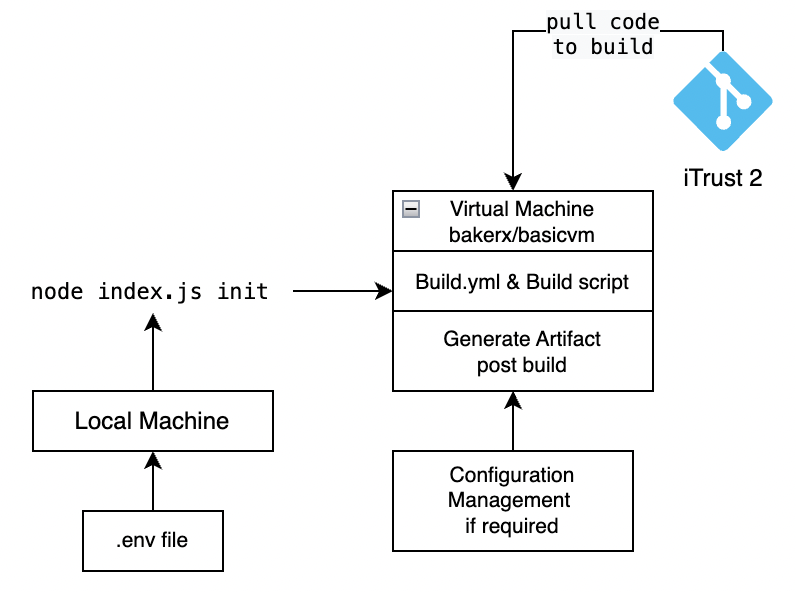 pull code
to build
iTrust 2
Virtual Machine
bakerx/basicvm
Build.yml & Build script
Generate Artifact
post build
node index.js init
Local Machine
.env file
Configuration
Management
if required